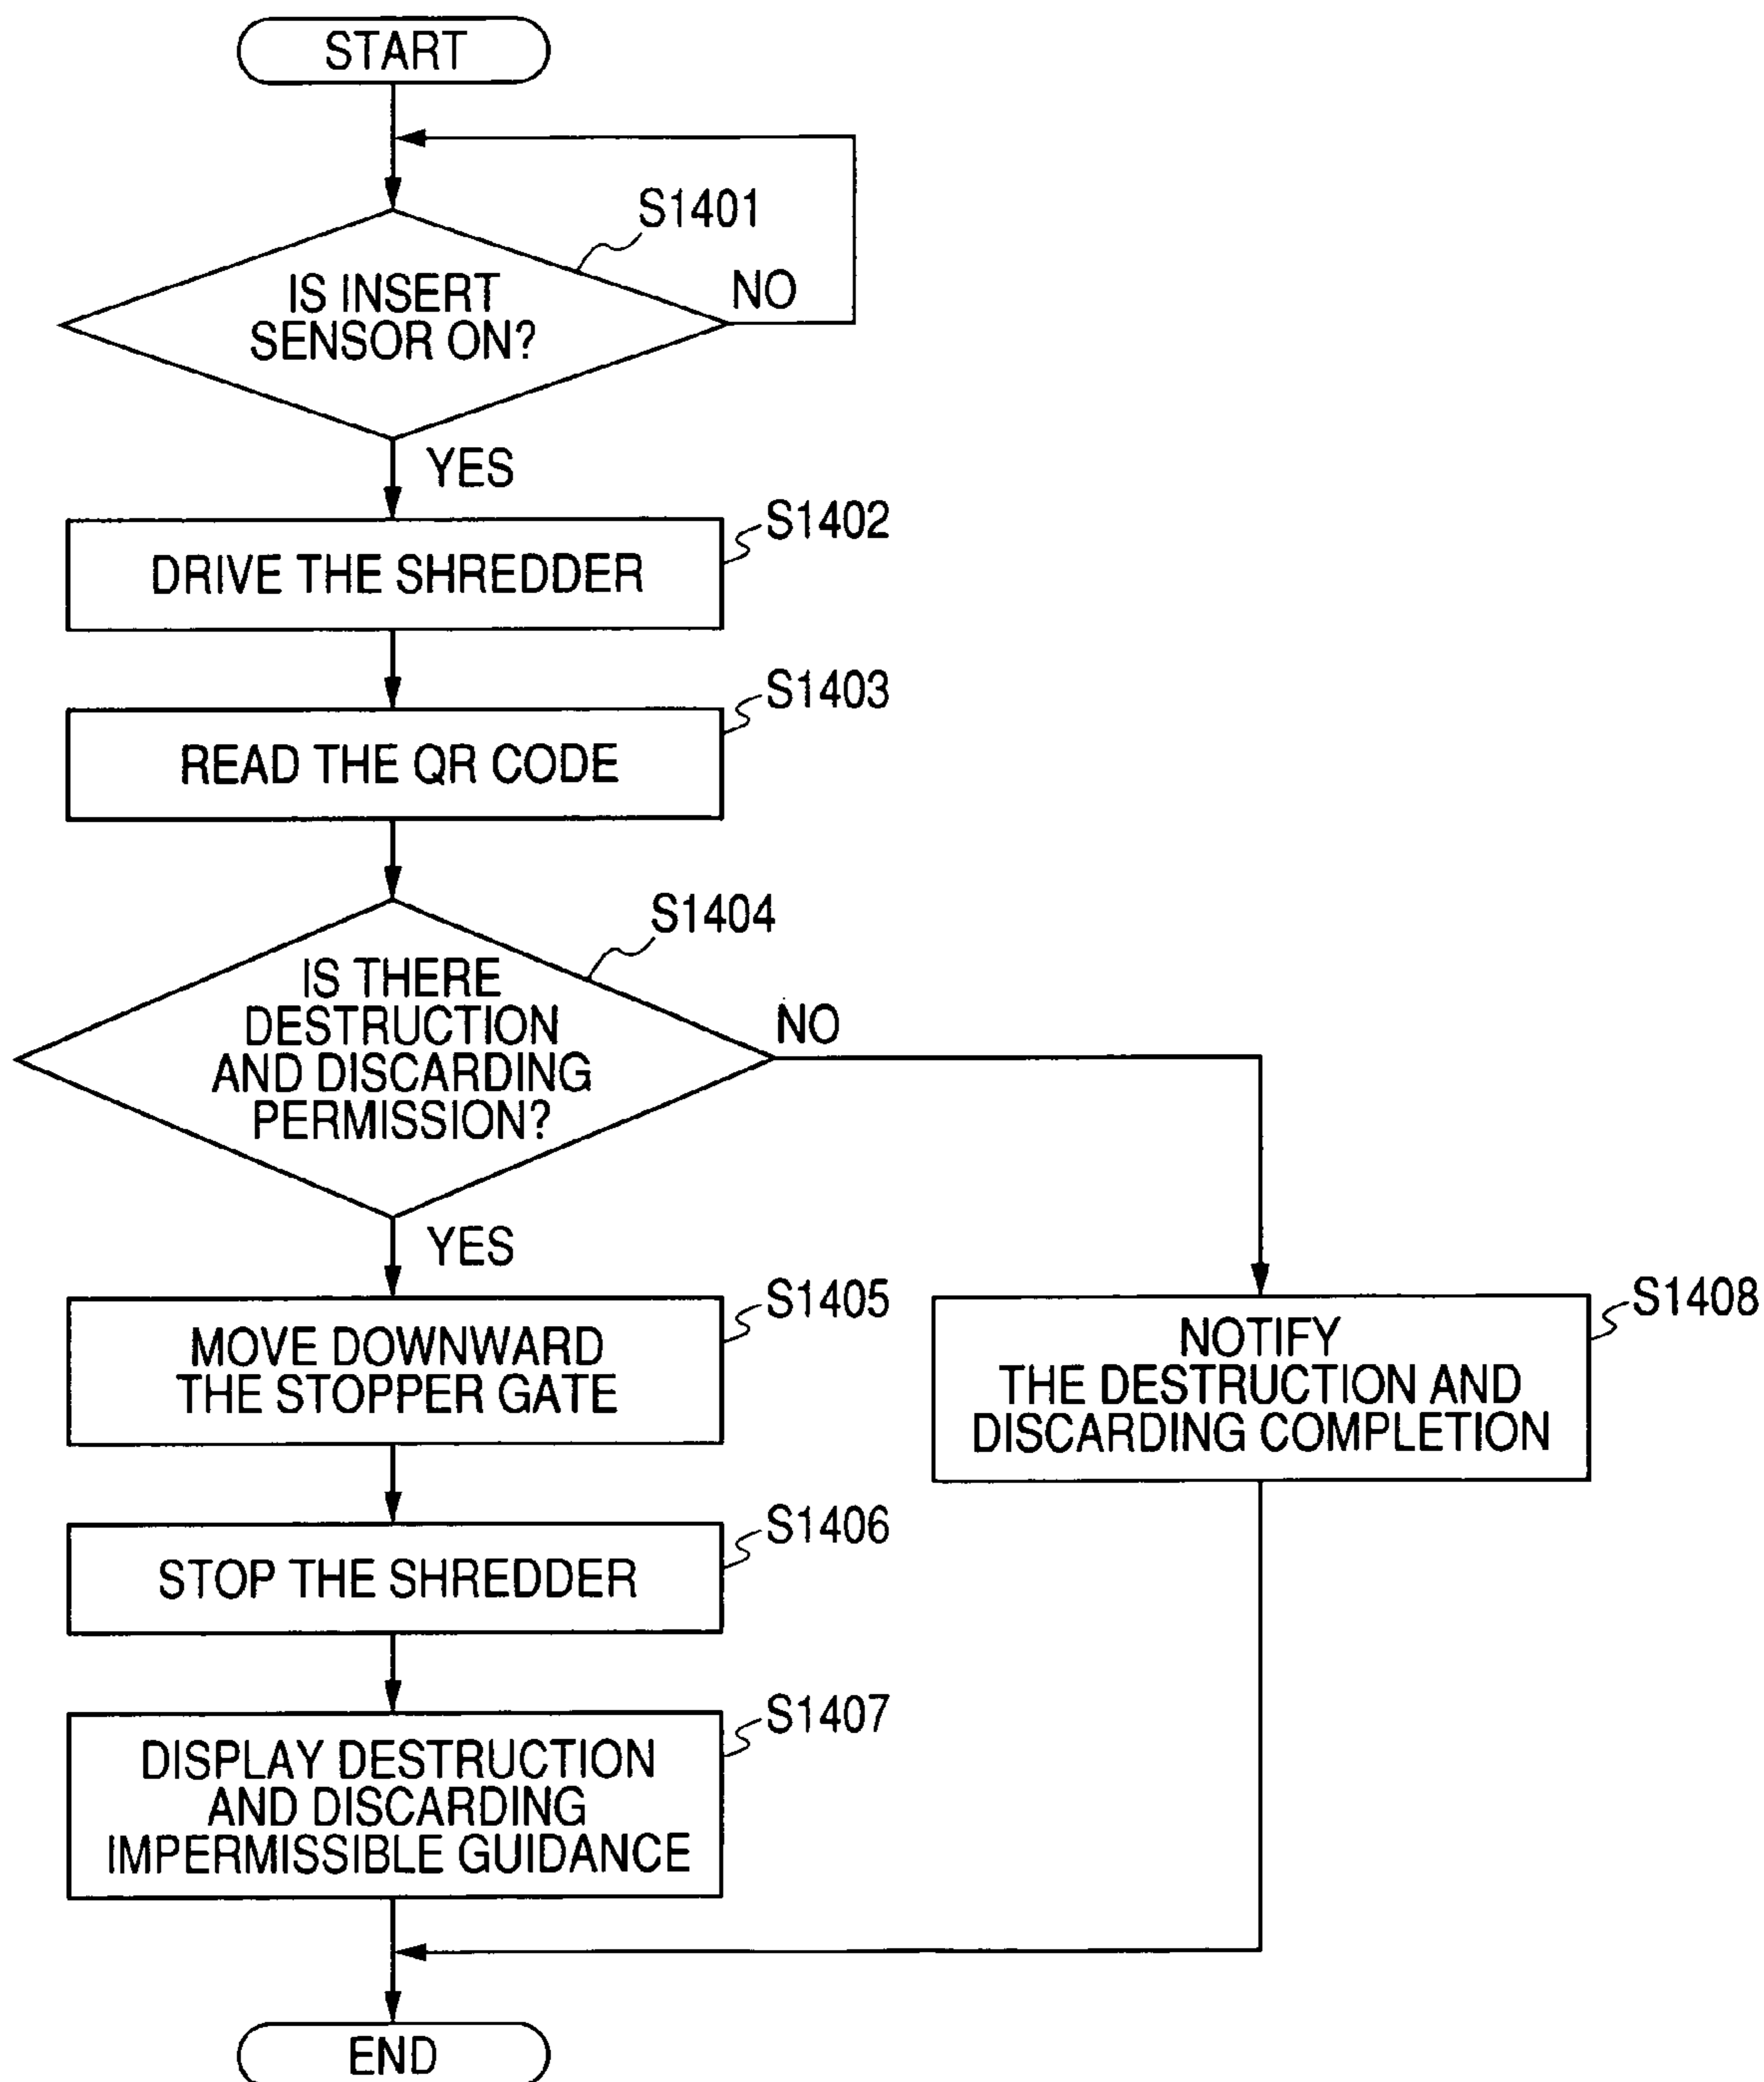 START
S1401
IS INSERT
SENSOR ON?
NO
YES
S1402
DRIVE THE SHREDDER
S1403
READ THE QR CODE
S1404
IS THERE
DESTRUCTION
AND DISCARDING
PERMISSION?
NO
YES
S1405
MOVE DOWNWARD
THE STOPPER GATE
S1408
NOTIFY
THE DESTRUCTION AND
DISCARDING COMPLETION
S1406
STOP THE SHREDDER
S1407
DISPLAY DESTRUCTION
AND DISCARDING
IMPERMISSIBLE GUIDANCE
END